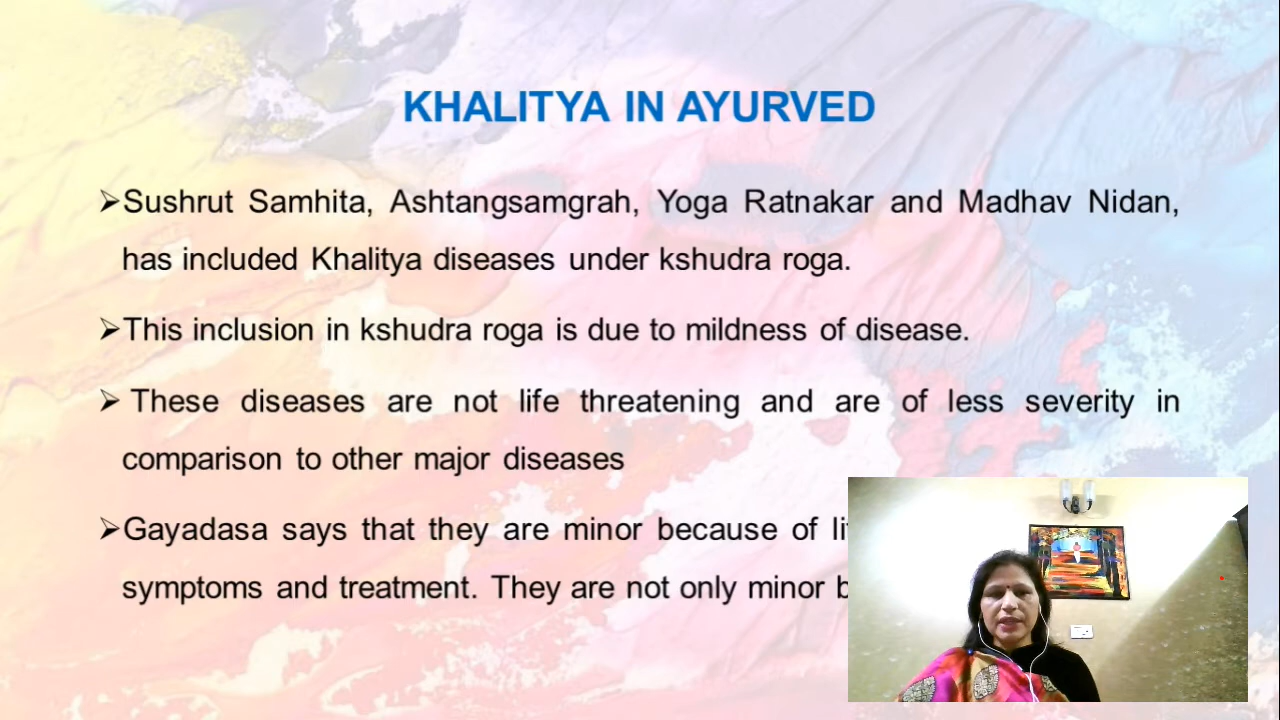 KHALITYA IN AYURVED
➢Sushrut Samhita, Ashtangsamgrah, Yoga Ratnakar and Madhav Nidan,
has included Khalitya diseases under kshudra roga.
➢This inclusion in kshudra roga is due to mildness of disease.
➢ These diseases are not life threatening and are of less severity in
comparison to other major diseases
➢Gayadasa says that they are minor because of
symptoms and treatment. They are not only minor